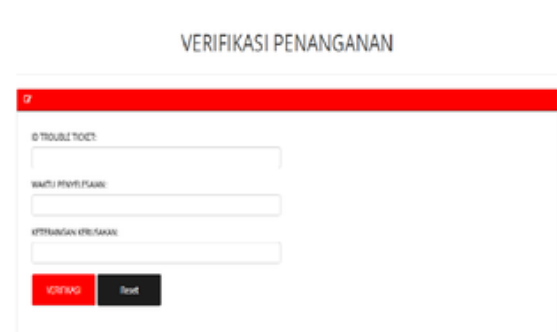 VERIFIKASI PENANGANAN
ID TROUBLE TICKET:
WAKTU PENYELESAIAN:
KETERANGAN KERUSAKAN:
VERIFIKASI
Reset